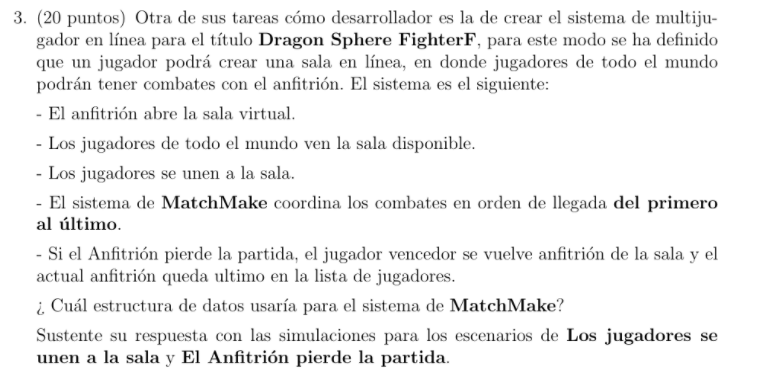 3. (20 puntos) Otra de sus tareas cómo desarrollador es la de crear el sistema de multiju-
gador en línea para el título Dragon Sphere FighterF, para este modo se ha definido
que un jugador podrá crear una sala en línea, en donde jugadores de todo el mundo
podrán tener combates con el anfitrión. El sistema es el siguiente:
- El anfitrión abre la sala virtual.
- Los jugadores de todo el mundo ven la sala disponible.
- Los jugadores se unen a la sala.
- El sistema de MatchMake coordina los combates en orden de llegada del primero
al último.
- Si el Anfitrión pierde la partida, el jugador vencedor se vuelve anfitrión de la sala y el
actual anfitrión queda ultimo en la lista de jugadores.
¿ Cuál estructura de datos usaría para el sistema de MatchMake?
Sustente su respuesta con las simulaciones para los escenarios de Los jugadores se
unen a la sala y El Anfitrión pierde la partida.